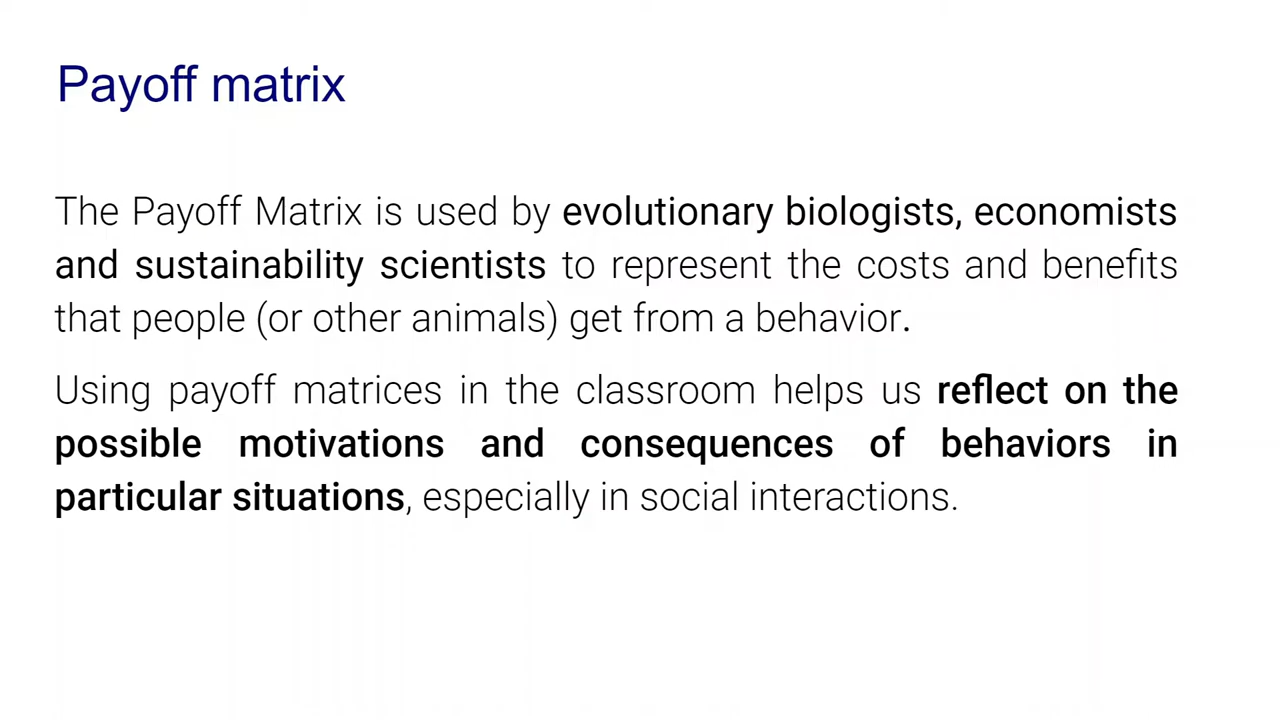 Payoff matrix
The Payoff Matrix is used by evolutionary biologists, economists
and sustainability scientists to represent the costs and benefits
that people (or other animals) get from a behavior.
Using payoff matrices in the classroom helps us reflect on the
possible motivations and consequences of behaviors in
particular situations, especially in social interactions.